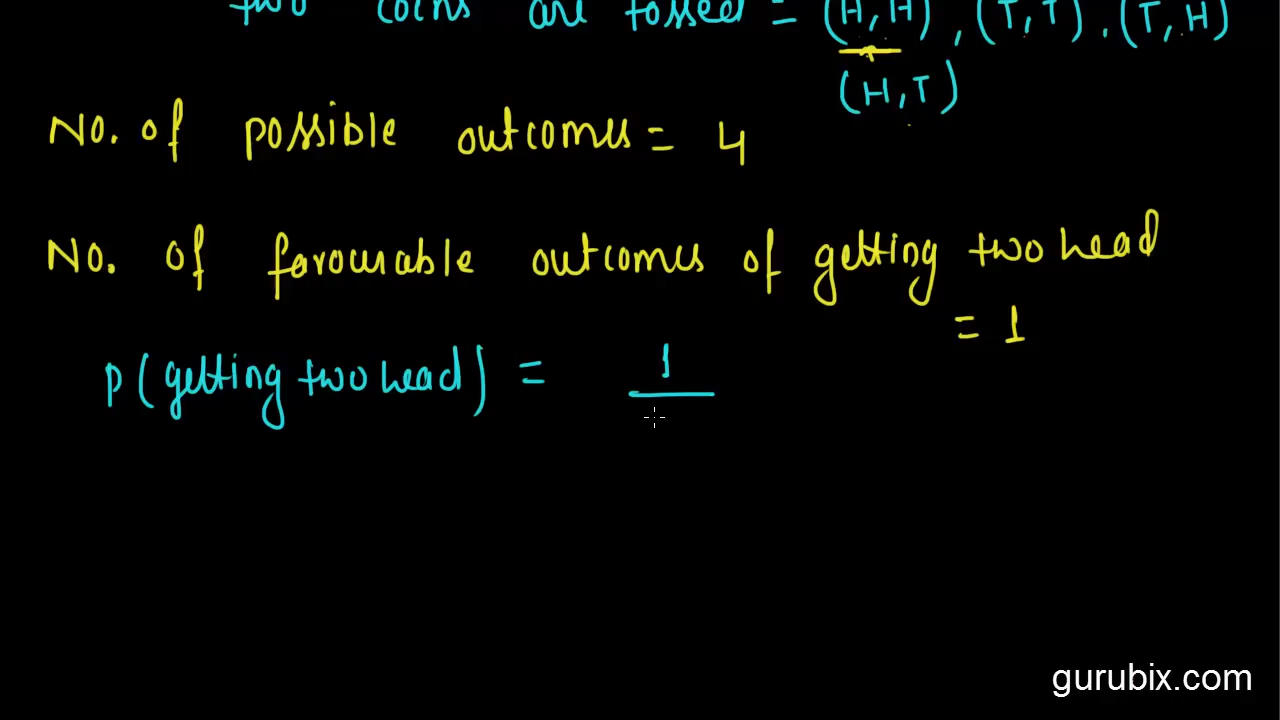 two coins are tossed = (H, H), (T, T). (T, H)
(H, T)
No. of possible outcomes = 4
No. of favourable outcomes of getting two head
= 1
P(getting two head) = 1
gurubix.com